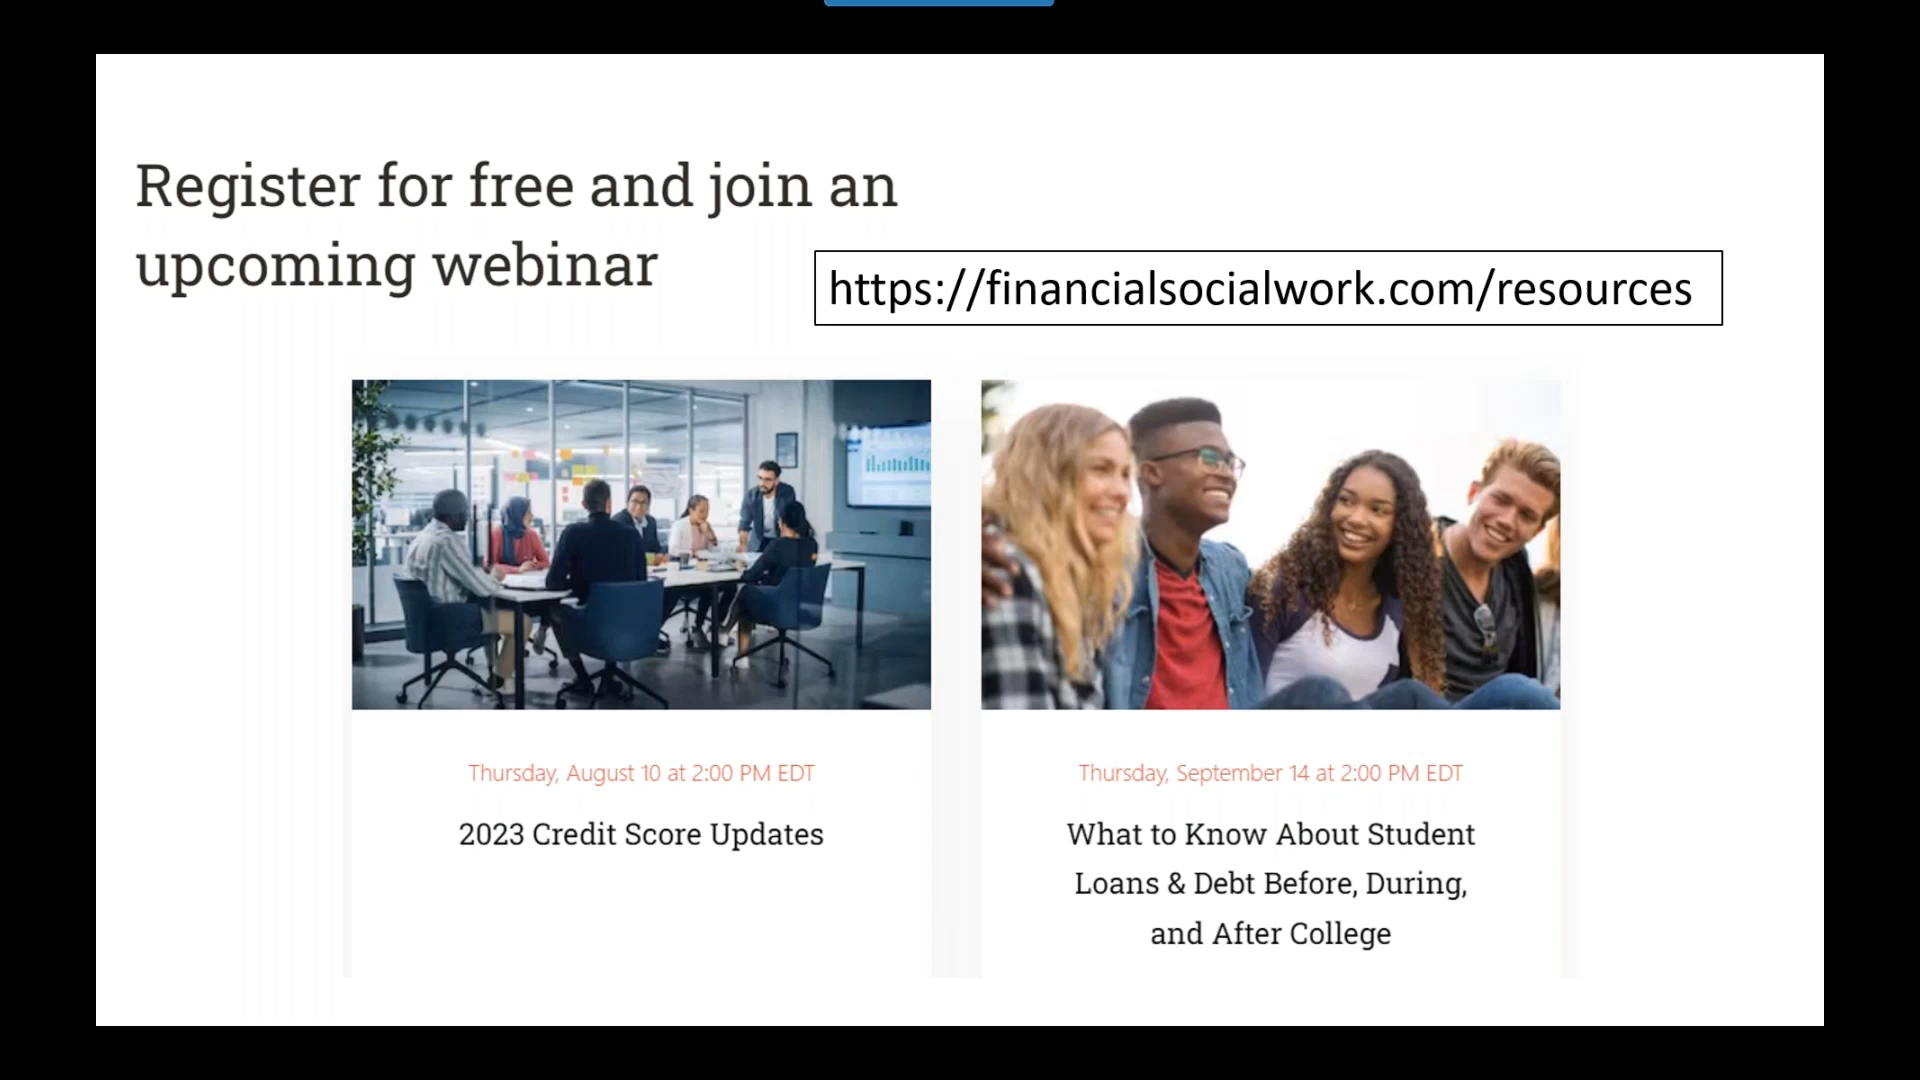 Register for free and join an
upcoming webinar
https://financialsocialwork.com/resources
Thursday, August 10 at 2:00 PM EDT
2023 Credit Score Updates
Thursday, September 14 at 2:00 PM EDT
What to Know About Student
Loans & Debt Before, During,
and After College